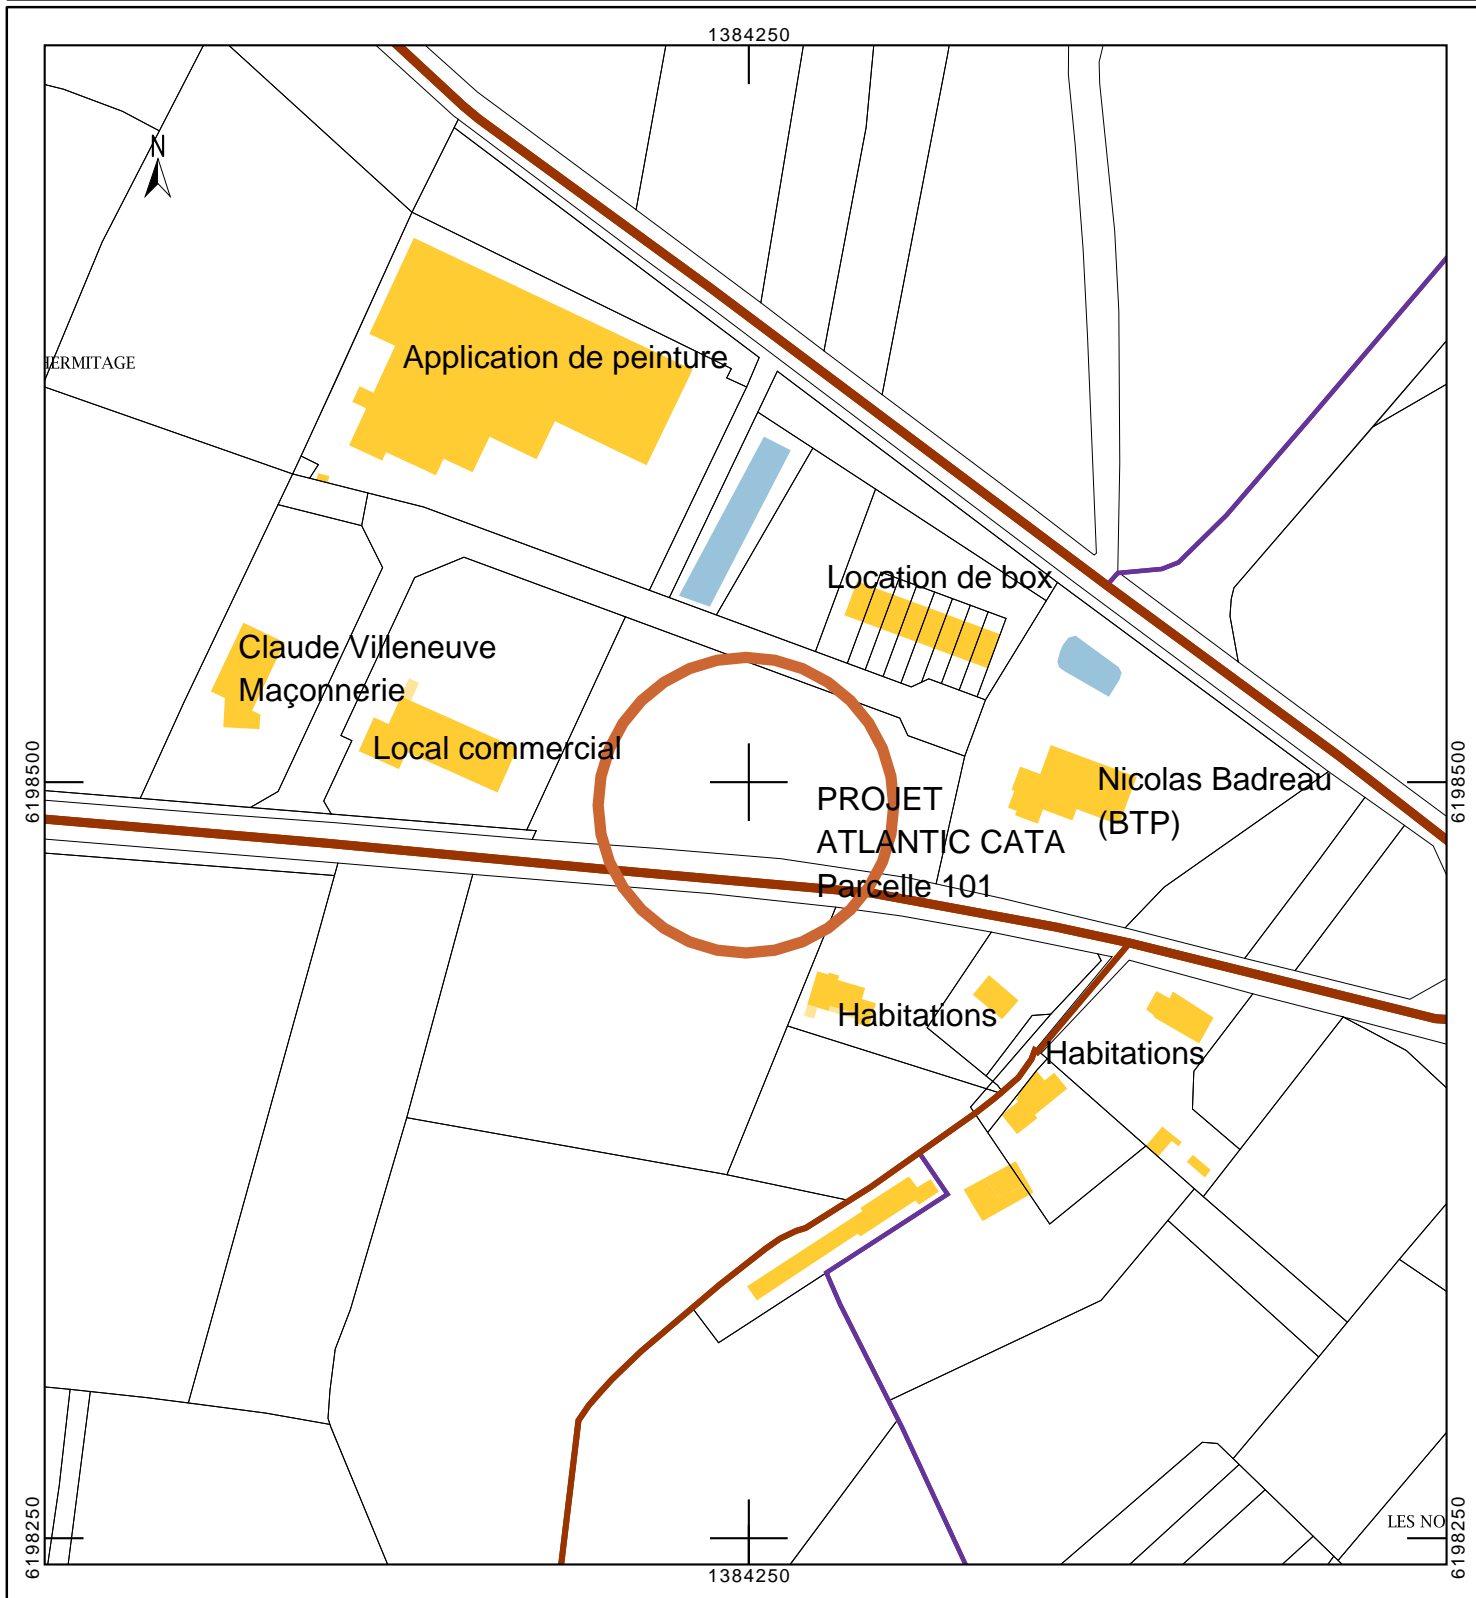 1384250
N
HERMITAGE
Application de peinture
Location de box
Claude Villeneuve
Maçonnerie
Local commercial
6198500
PROJET
ATLANTIC CATA
Parcelle 101
Nicolas Badreau
(BTP)
6198500
Habitations
Habitations
LES NO
6198250
6198250
1384250